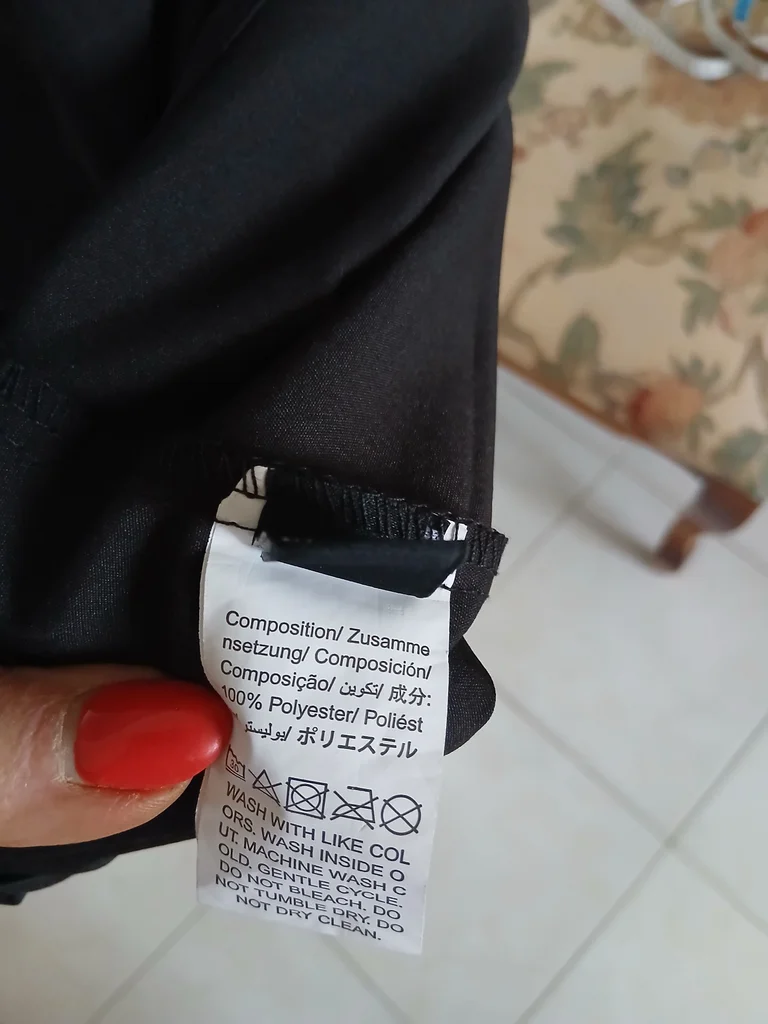 Composition/ Zusamme
nsetzung/ Composición/
Composição/ تكوين/ 成分:
100% Polyester/ Poliést
بوليستر/ ポリエステル
30
WASH WITH LIKE COL
ORS. WASH INSIDE O
UT. MACHINE WASH C
OLD. GENTLE CYCLE.
DO NOT BLEACH. DO
NOT TUMBLE DRY. DO
NOT DRY CLEAN.